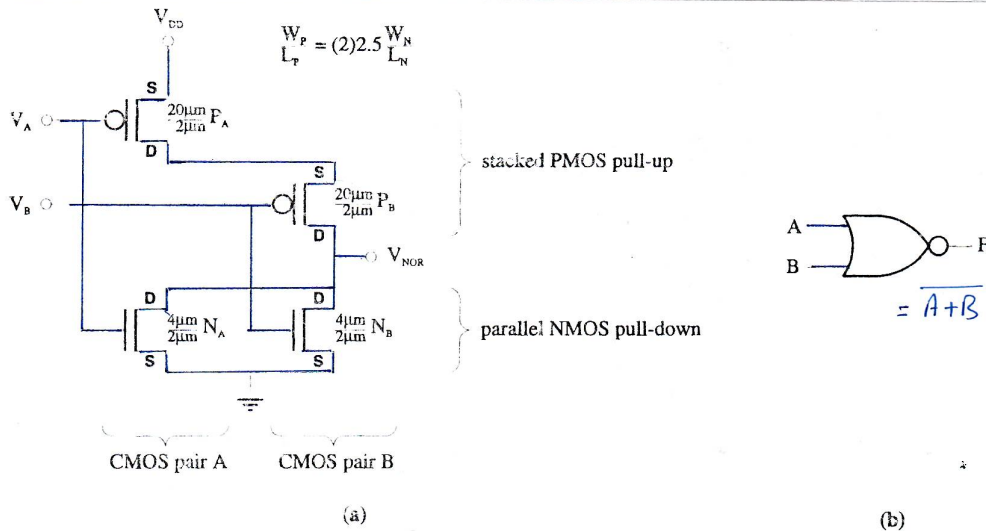 V_DD
W_P/L_P = (2)2.5 W_N/L_N
S
V_A
20μm/2μm P_A
D
stacked PMOS pull-up
S
V_B
20μm/2μm P_B
D
V_NOR
A
B
F
= \overline{A+B}
D
D
4μm/2μm N_A
4μm/2μm N_B
parallel NMOS pull-down
S
S
CMOS pair A
CMOS pair B
(a)
(b)